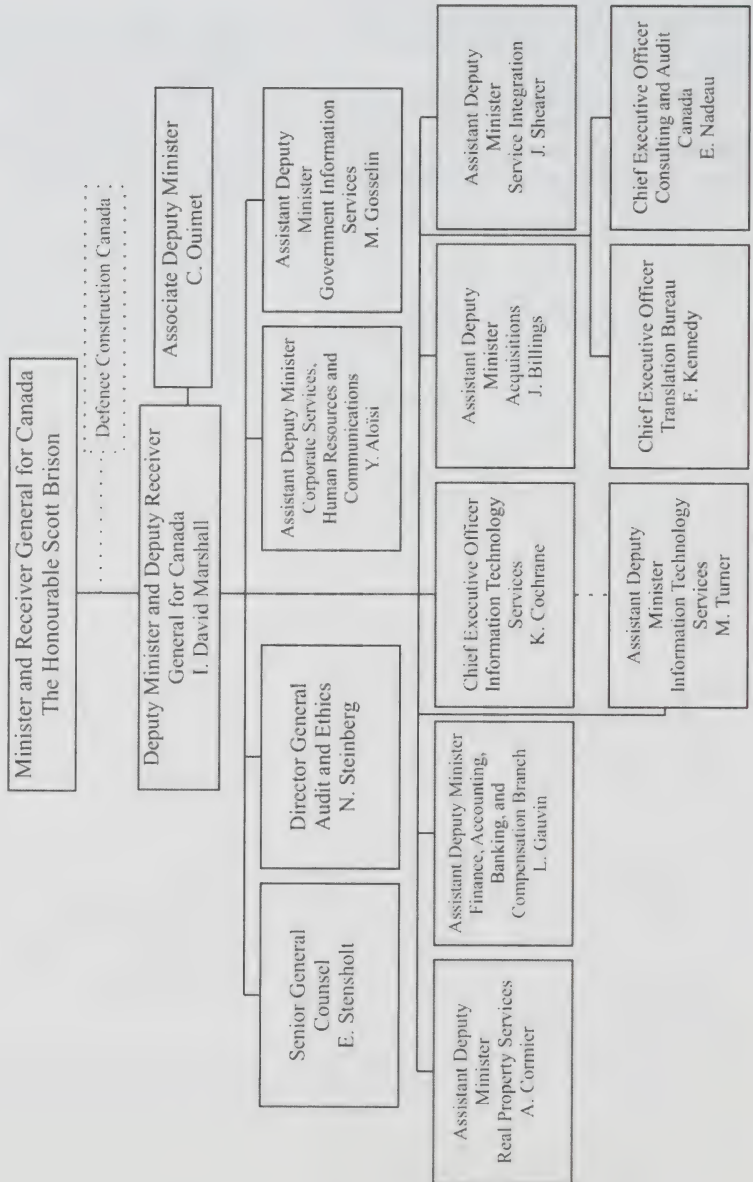 Minister and Receiver General for Canada
The Honourable Scott Brison
Defence Construction Canada
Deputy Minister and Deputy Receiver
General for Canada
I. David Marshall
Associate Deputy Minister
C. Ouimet
Senior General
Counsel
E. Stensholt
Director General
Audit and Ethics
N. Steinberg
Assistant Deputy Minister
Corporate Services,
Human Resources and
Communications
Y. Aloïsi
Assistant Deputy
Minister
Government Information
Services
M. Gosselin
Assistant Deputy
Minister
Real Property Services
A. Cormier
Assistant Deputy Minister
Finance, Accounting,
Banking, and
Compensation Branch
L. Gauvin
Chief Executive Officer
Information Technology
Services
K. Cochrane
Assistant Deputy
Minister
Acquisitions
J. Billings
Assistant Deputy
Minister
Service Integration
J. Shearer
Assistant Deputy
Minister
Information Technology
Services
M. Turner
Chief Executive Officer
Translation Bureau
F. Kennedy
Chief Executive Officer
Consulting and Audit
Canada
E. Nadeau